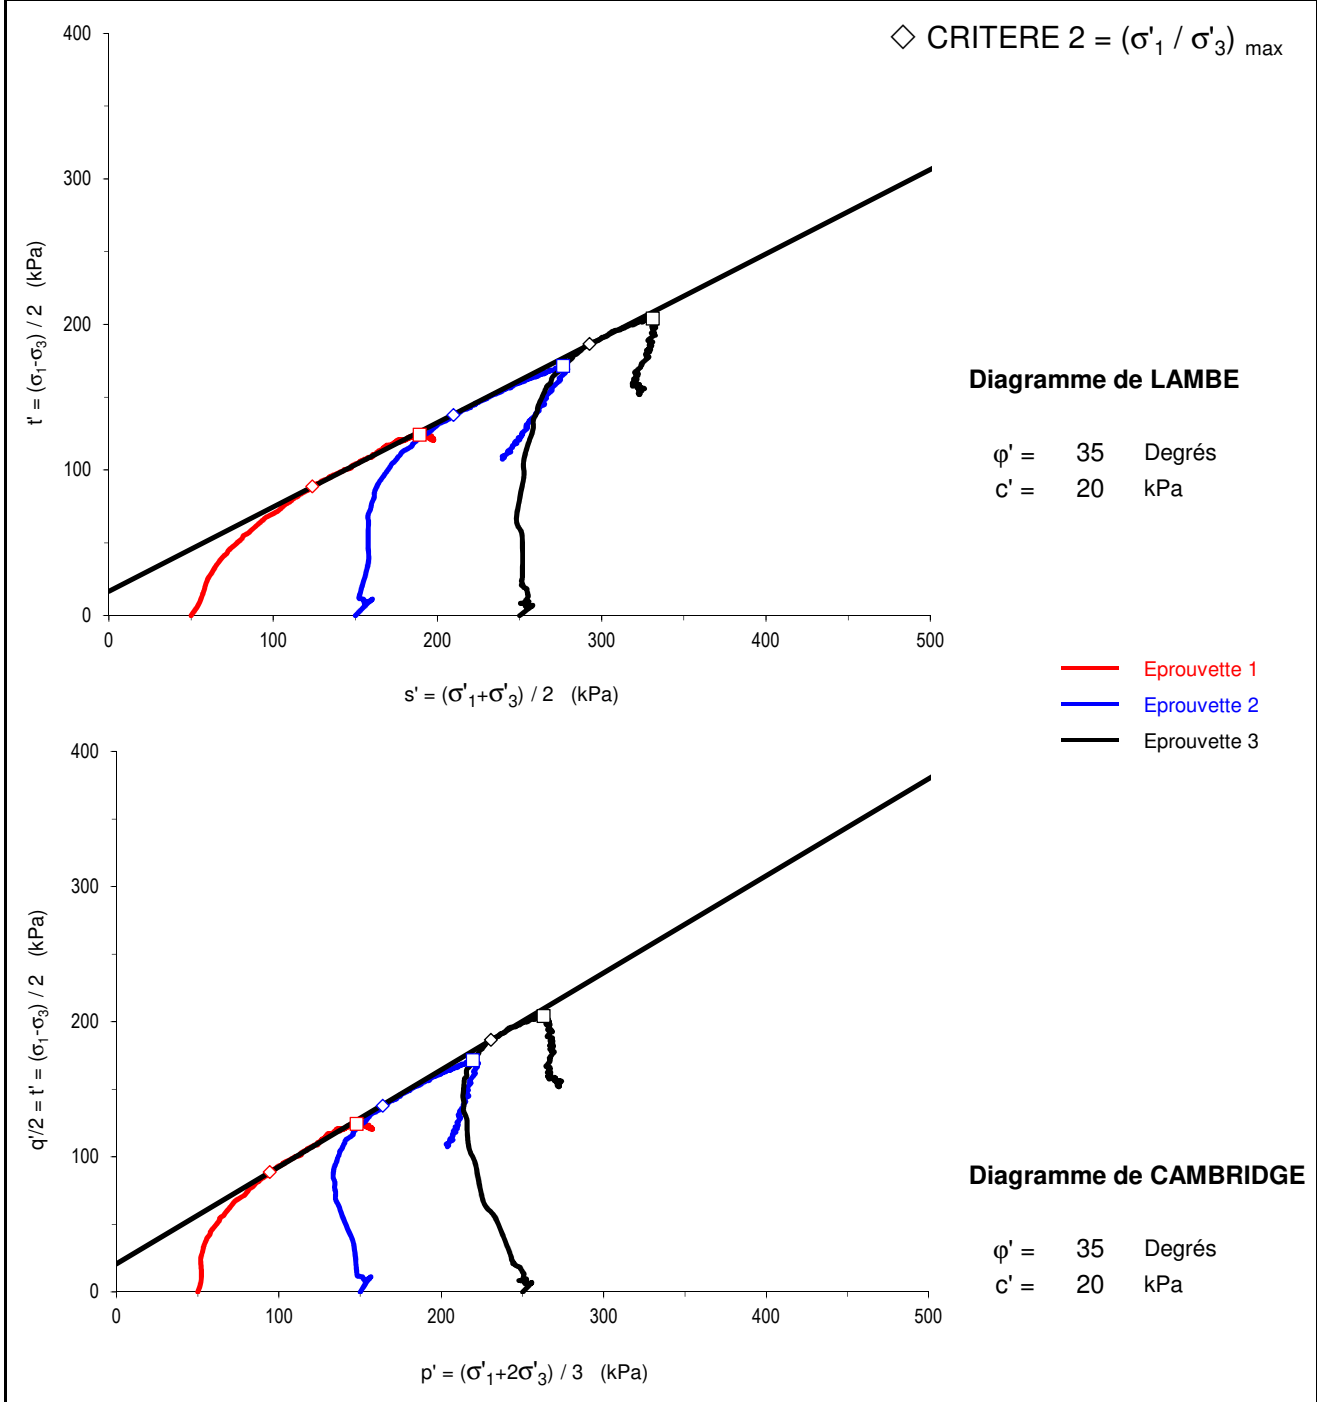 CRITERE 2 = (σ'1 / σ'3) max
400
300
200
100
0
t' = (σ1-σ3) / 2 (kPa)
0 100 200 300 400 500
s' = (σ'1+σ'3) / 2 (kPa)
Diagramme de LAMBE
φ' = 35 Degrés
c' = 20 kPa
Eprouvette 1
Eprouvette 2
Eprouvette 3
400
300
200
100
0
q'/2 = t' = (σ1-σ3) / 2 (kPa)
0 100 200 300 400 500
p' = (σ'1+2σ'3) / 3 (kPa)
Diagramme de CAMBRIDGE
φ' = 35 Degrés
c' = 20 kPa